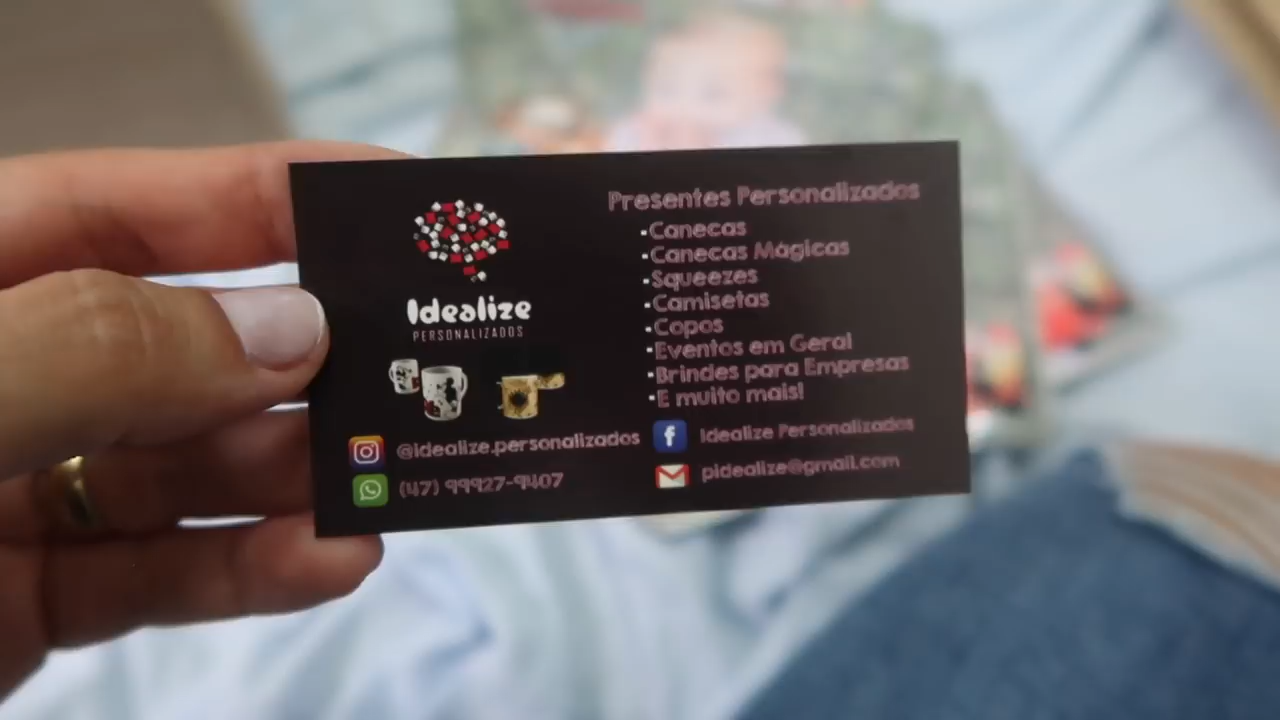 Idealize
PERSONALIZADOS
Presentes Personalizados
•Canecas
•Canecas Mágicas
•Squeezes
•Camisetas
•Copos
•Eventos em Geral
•Brindes para Empresas
•E muito mais!
@idealize.personalizados
(47) 99927-9407
Idealize Personalizados
pidealize@gmail.com